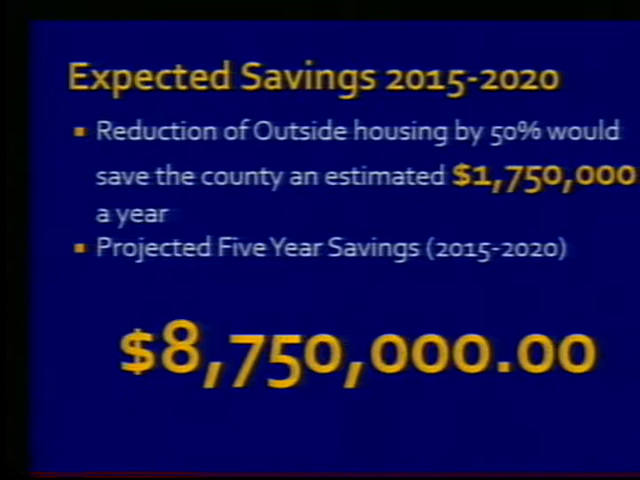 Expected Savings 2015-2020
▪ Reduction of Outside housing by 50% would
save the county an estimated $1,750,000
a year
▪ Projected Five Year Savings (2015-2020)
$8,750,000.00